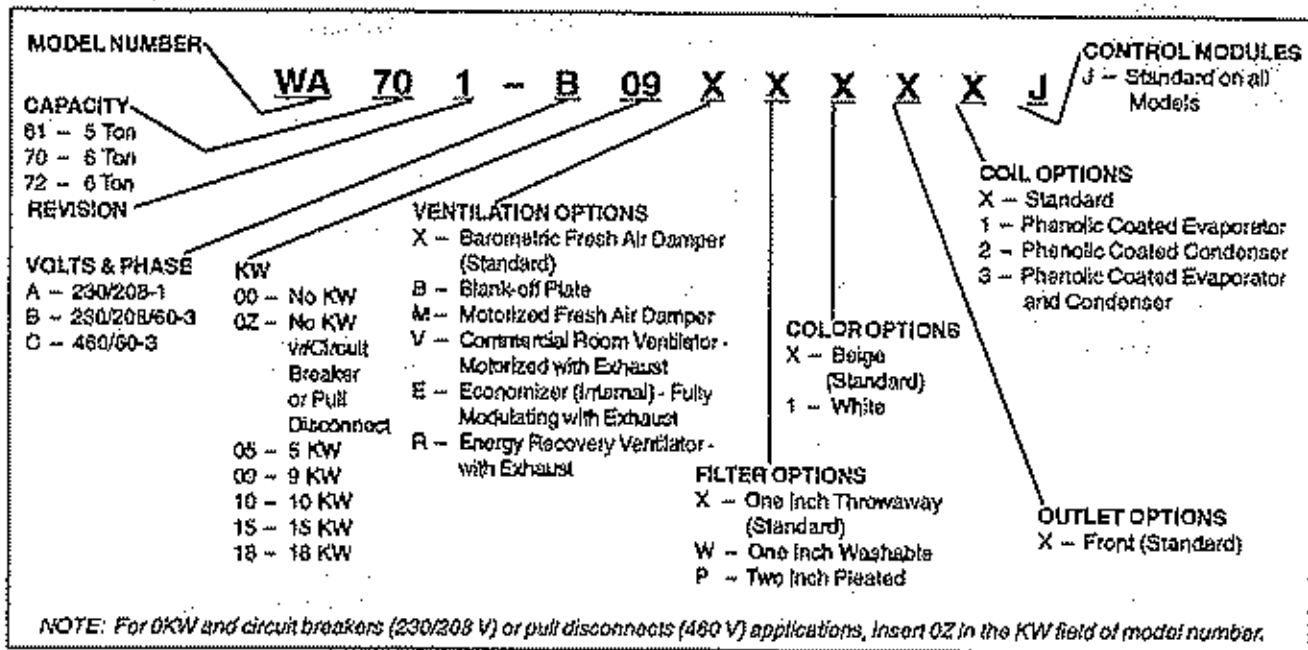 MODEL NUMBER
WA 70 1 - B 09 X X X X X J
CONTROL MODULES
J - Standard on all
Models
CAPACITY
61 - 5 Ton
70 - 6 Ton
72 - 6 Ton
REVISION
VOLTS & PHASE
A - 230/208-1
B - 230/208/60-3
C - 460/60-3
KW
00 - No KW
0Z - No KW
w/Circuit
Breaker
or Pull
Disconnect
05 - 5 KW
09 - 9 KW
10 - 10 KW
15 - 15 KW
18 - 18 KW
VENTILATION OPTIONS
X - Barometric Fresh Air Damper
(Standard)
B - Blank-off Plate
M - Motorized Fresh Air Damper
V - Commercial Room Ventilator -
Motorized with Exhaust
E - Economizer (Internal) - Fully
Modulating with Exhaust
R - Energy Recovery Ventilator -
with Exhaust
FILTER OPTIONS
X - One Inch Throwaway
(Standard)
W - One Inch Washable
P - Two Inch Pleated
COLOR OPTIONS
X - Beige
(Standard)
1 - White
OUTLET OPTIONS
X - Front (Standard)
COIL OPTIONS
X - Standard
1 - Phenolic Coated Evaporator
2 - Phenolic Coated Condenser
3 - Phenolic Coated Evaporator
and Condenser
NOTE: For 0KW and circuit breakers (230/208 V) or pull disconnects (460 V) applications, insert 0Z in the KW field of model number.